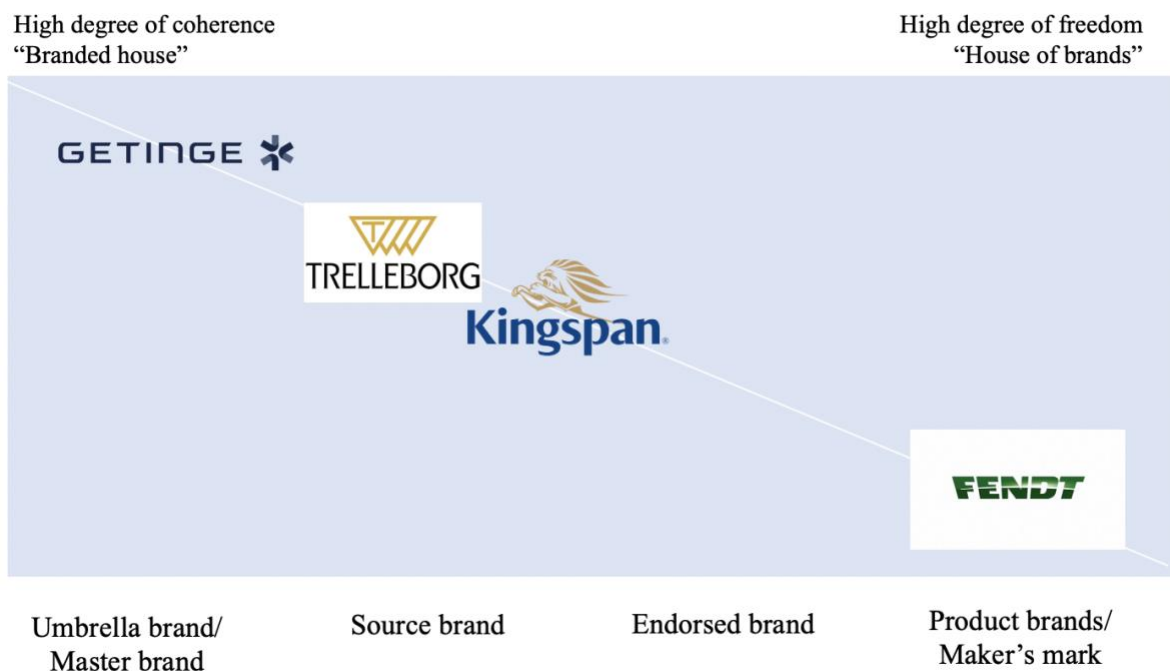 High degree of coherence
“Branded house”
High degree of freedom
“House of brands”
GETINGE
T
TRELLEBORG
Kingspan®
FENDT
Umbrella brand/
Master brand
Source brand
Endorsed brand
Product brands/
Maker’s mark